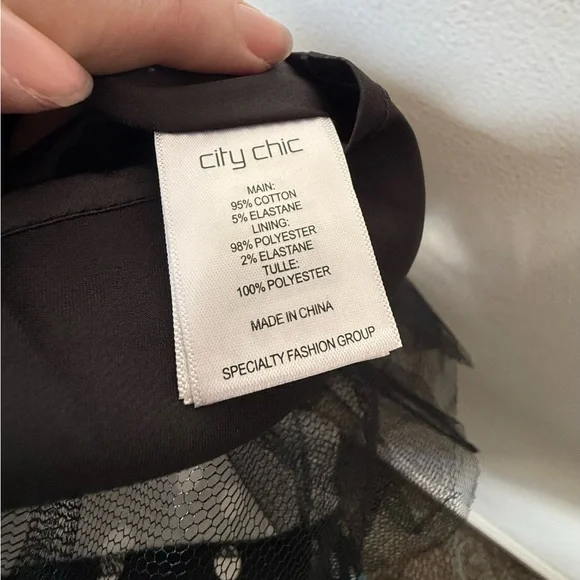 city chic
MAIN:
95% COTTON
5% ELASTANE
LINING:
98% POLYESTER
2% ELASTANE
TULLE:
100% POLYESTER
MADE IN CHINA
SPECIALTY FASHION GROUP